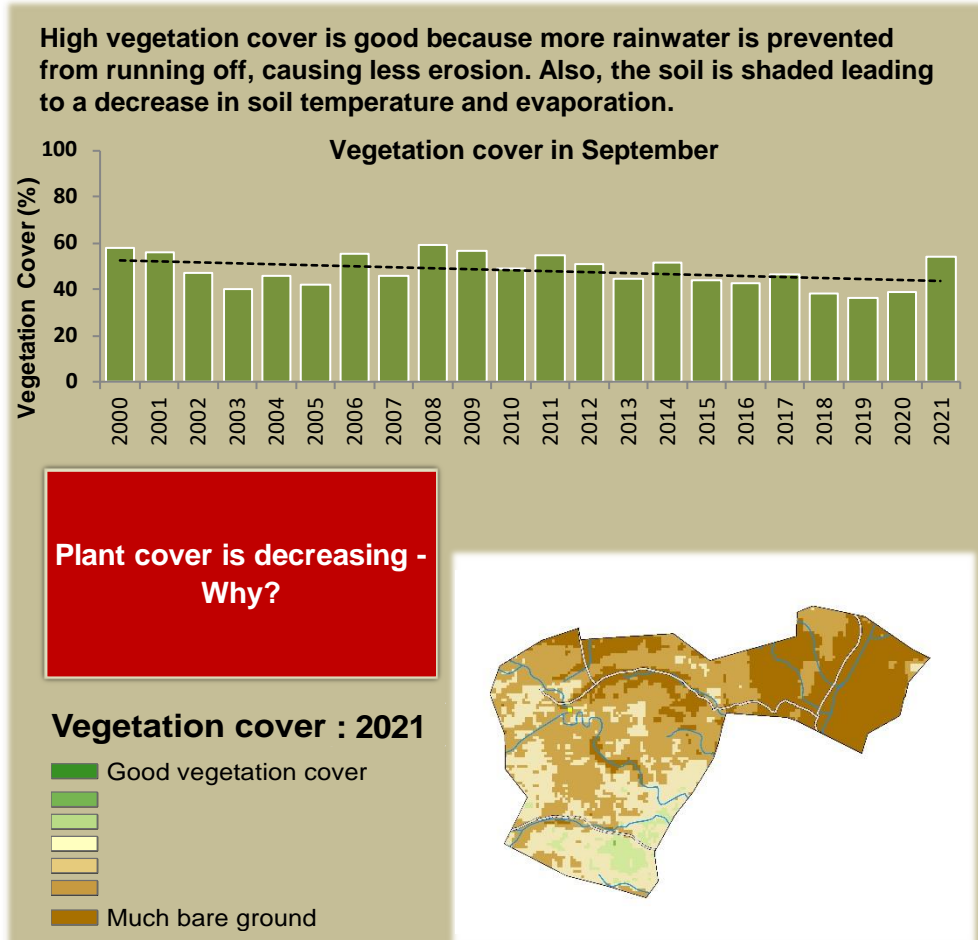 High vegetation cover is good because more rainwater is prevented
from running off, causing less erosion. Also, the soil is shaded leading
to a decrease in soil temperature and evaporation.
Vegetation cover in September
Vegetation Cover (%)
100
80
60
40
20
0
2000
2001
2002
2003
2004
2005
2006
2007
2008
2009
2010
2011
2012
2013
2014
2015
2016
2017
2018
2019
2020
2021
Plant cover is decreasing -
Why?
Vegetation cover : 2021
Good vegetation cover
Much bare ground